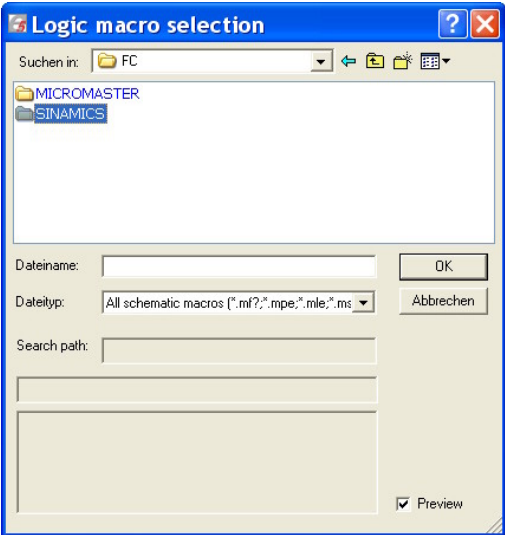 Logic macro selection
Suchen in: FC
MICROMASTER
SINAMICS
Dateiname: OK
Dateityp: All schematic macros (*.mf?;*.mpe;*.mle;*.ms Abbrechen
Search path:
Preview